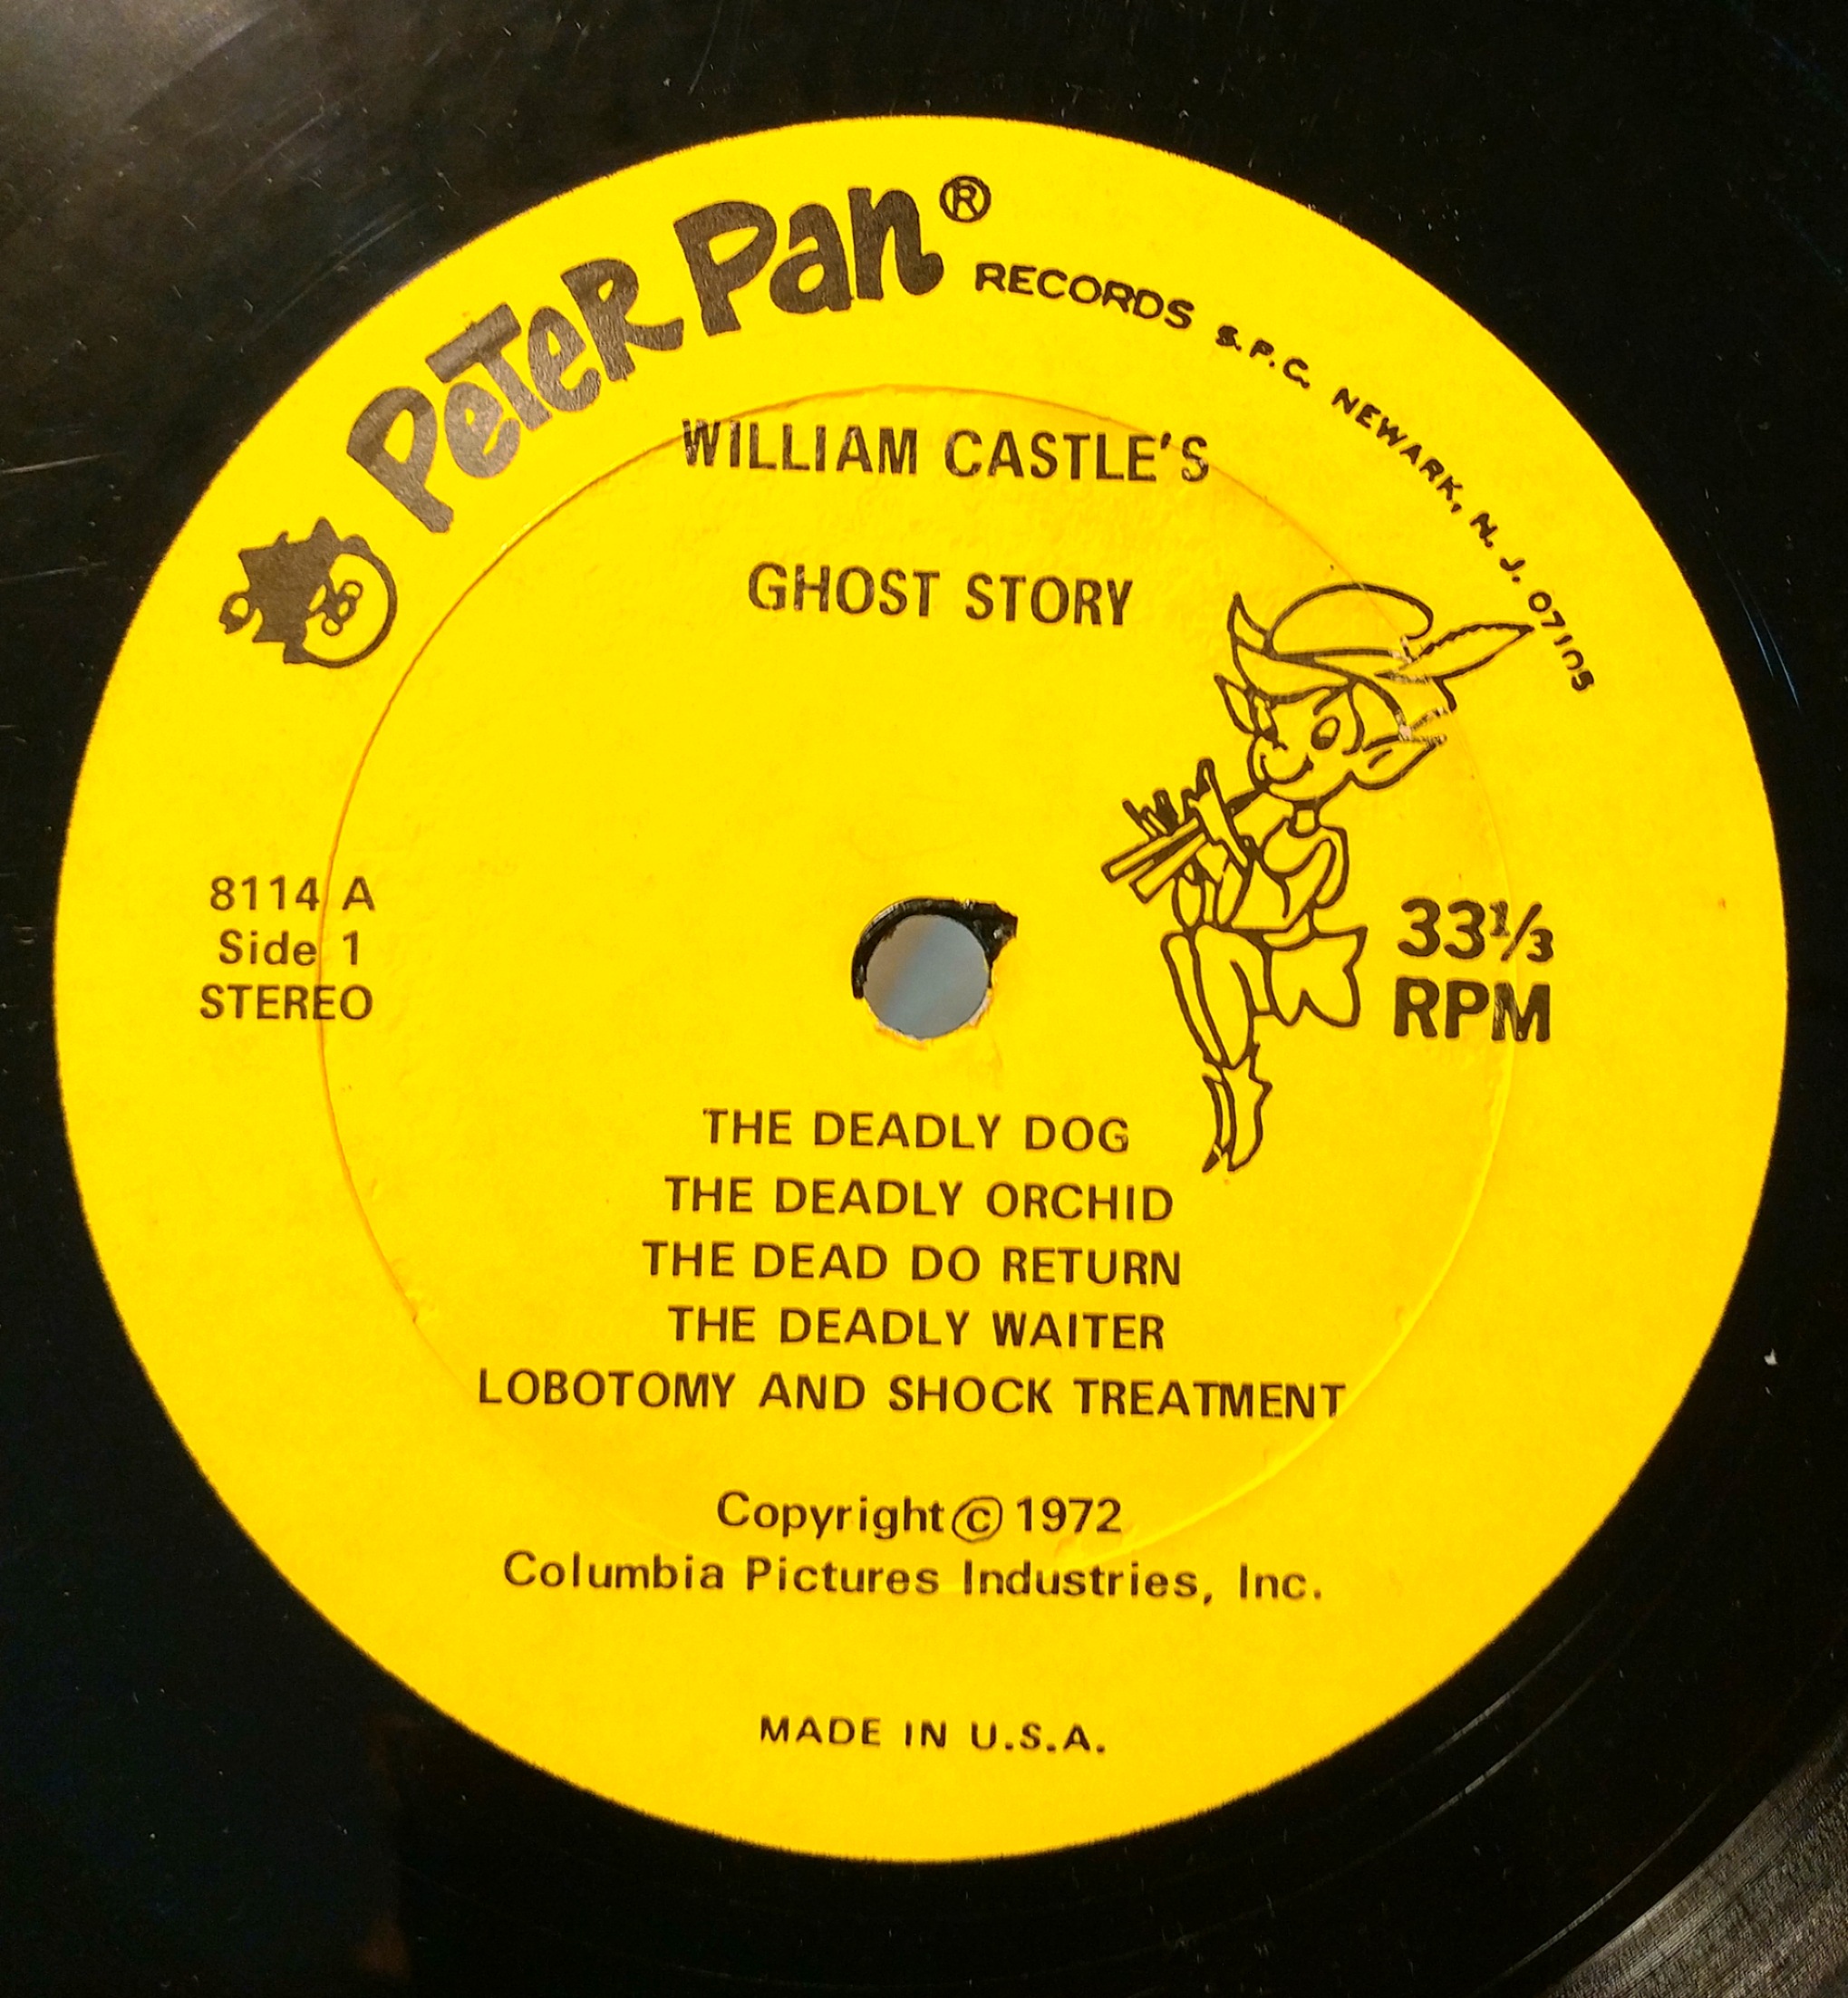 PETER PAN® RECORDS S.P.C. NEWARK, N. J. 07105
WILLIAM CASTLE'S
GHOST STORY
8114 A
Side 1
STEREO
33⅓
RPM
THE DEADLY DOG
THE DEADLY ORCHID
THE DEAD DO RETURN
THE DEADLY WAITER
LOBOTOMY AND SHOCK TREATMENT
Copyright © 1972
Columbia Pictures Industries, Inc.
MADE IN U.S.A.